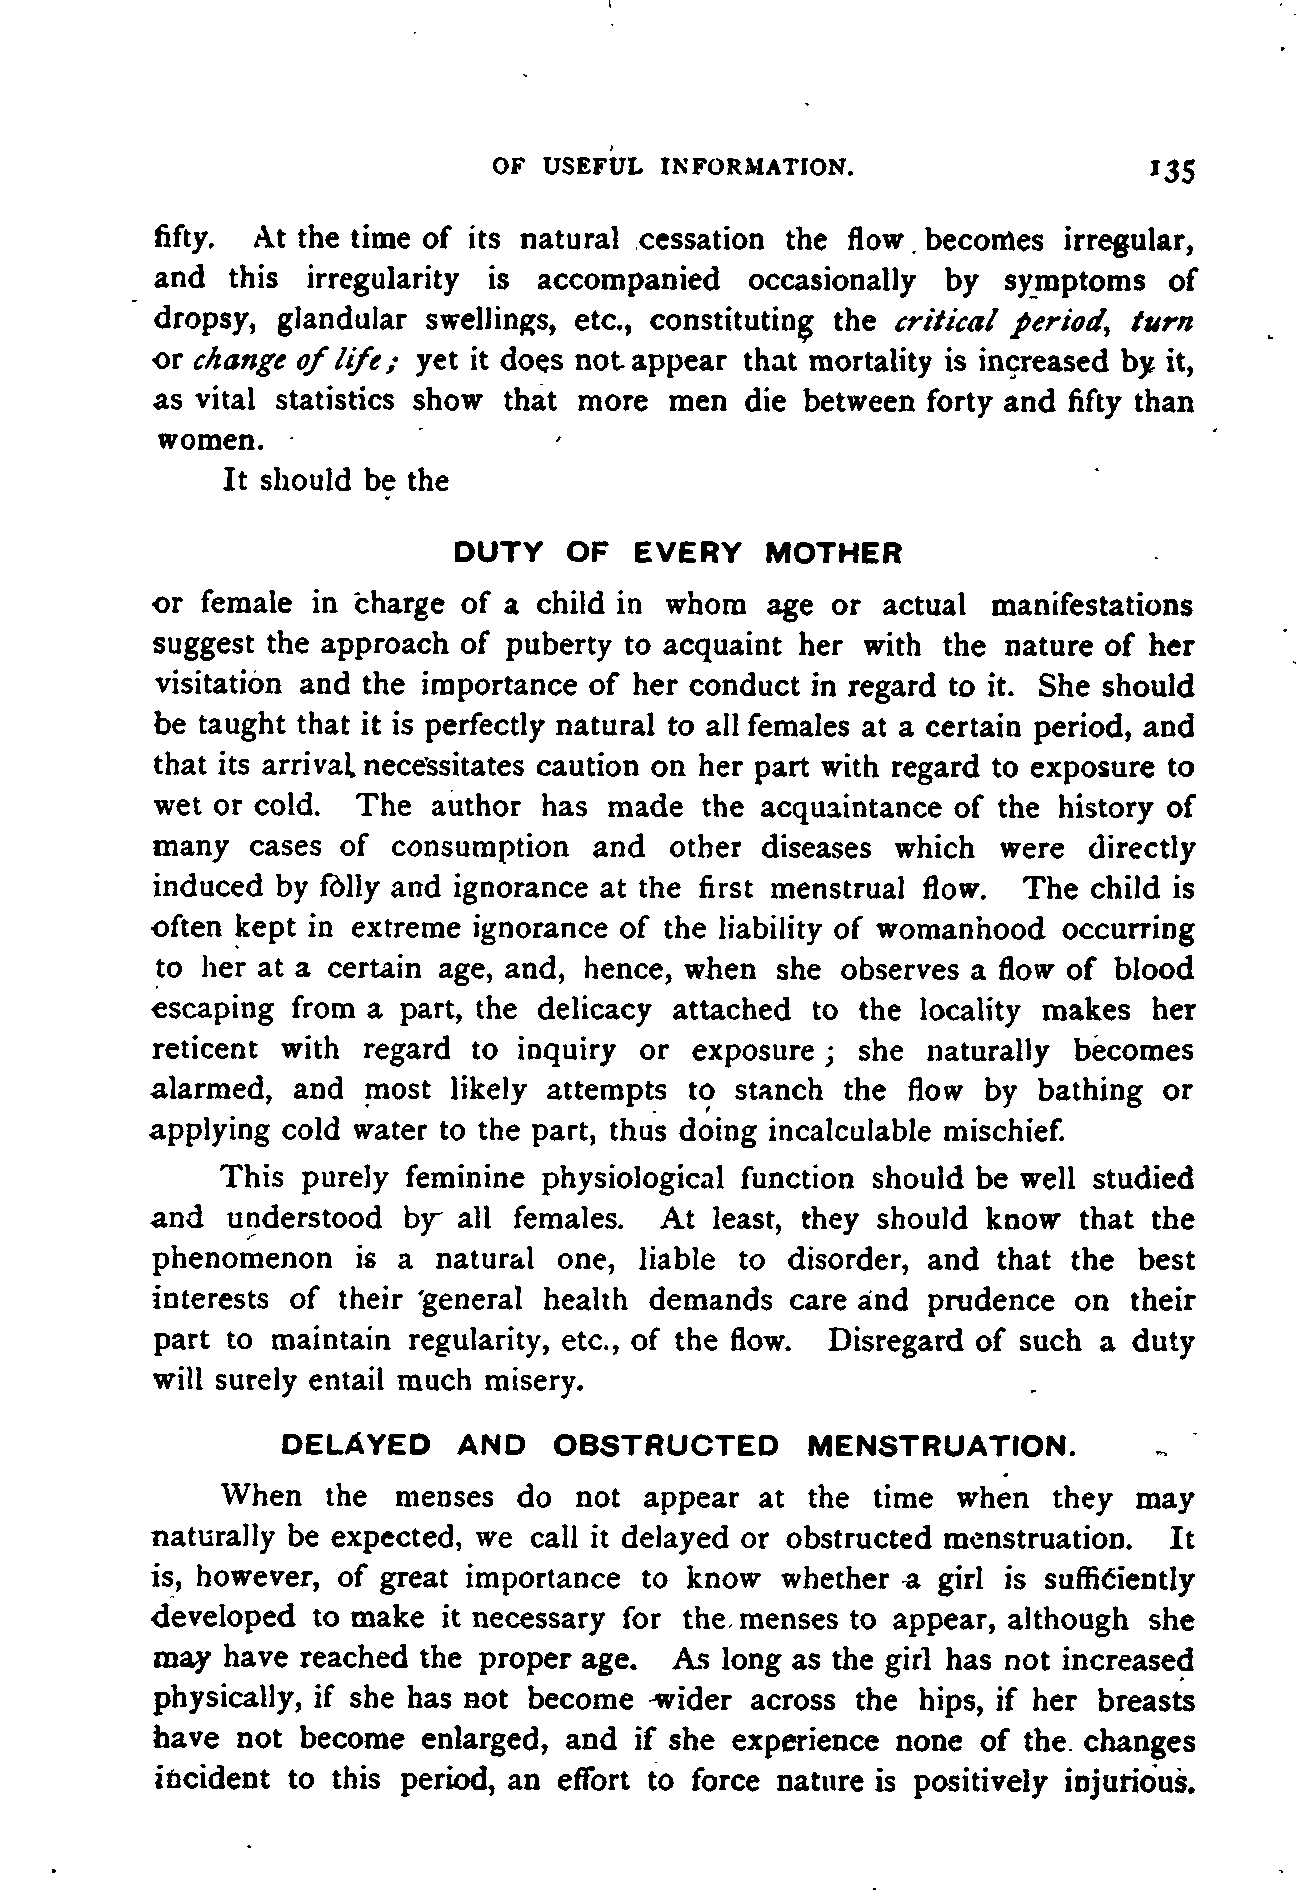 OF USEFUL INFORMATION. 135
fifty. At the time of its natural cessation the flow becomes irregular,
and this irregularity is accompanied occasionally by symptoms of
dropsy, glandular swellings, etc., constituting the critical period, turn
or change of life; yet it does not appear that mortality is increased by it,
as vital statistics show that more men die between forty and fifty than
women.
It should be the
DUTY OF EVERY MOTHER
or female in charge of a child in whom age or actual manifestations
suggest the approach of puberty to acquaint her with the nature of her
visitation and the importance of her conduct in regard to it. She should
be taught that it is perfectly natural to all females at a certain period, and
that its arrival necessitates caution on her part with regard to exposure to
wet or cold. The author has made the acquaintance of the history of
many cases of consumption and other diseases which were directly
induced by folly and ignorance at the first menstrual flow. The child is
often kept in extreme ignorance of the liability of womanhood occurring
to her at a certain age, and, hence, when she observes a flow of blood
escaping from a part, the delicacy attached to the locality makes her
reticent with regard to inquiry or exposure; she naturally becomes
alarmed, and most likely attempts to stanch the flow by bathing or
applying cold water to the part, thus doing incalculable mischief.
This purely feminine physiological function should be well studied
and understood by all females. At least, they should know that the
phenomenon is a natural one, liable to disorder, and that the best
interests of their general health demands care and prudence on their
part to maintain regularity, etc., of the flow. Disregard of such a duty
will surely entail much misery.
DELAYED AND OBSTRUCTED MENSTRUATION.
When the menses do not appear at the time when they may
naturally be expected, we call it delayed or obstructed menstruation. It
is, however, of great importance to know whether a girl is sufficiently
developed to make it necessary for the menses to appear, although she
may have reached the proper age. As long as the girl has not increased
physically, if she has not become wider across the hips, if her breasts
have not become enlarged, and if she experience none of the changes
incident to this period, an effort to force nature is positively injurious.